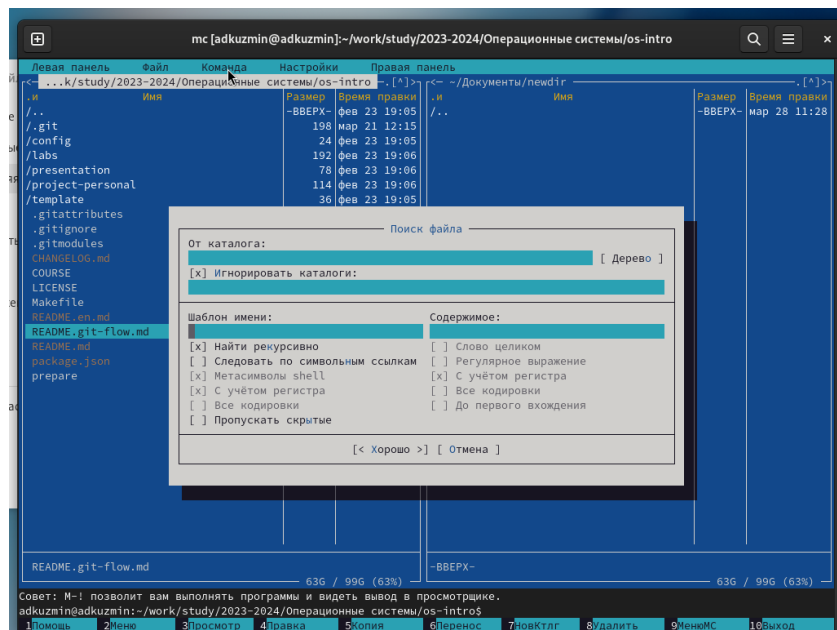 mc [adkuzmin@adkuzmin]:~/work/study/2023-2024/Операционные системы/os-intro
Левая панель Файл Команда Настройки Правая панель
<— ...k/study/2023-2024/Операционные системы/os-intro —.[^]>
.и Имя Размер Время правки
/.. -ВВЕРХ- фев 23 19:05
/.git 198 мар 21 12:15
/config 24 фев 23 19:05
/labs 192 фев 23 19:06
/presentation 78 фев 23 19:06
/project-personal 114 фев 23 19:06
/template 36 фев 23 19:05
.gitattributes
.gitignore
.gitmodules
CHANGELOG.md
COURSE
LICENSE
Makefile
README.en.md
README.git-flow.md
README.md
package.json
prepare
README.git-flow.md
63G / 99G (63%)
<— ~/Документы/newdir —.[^]>
.и Имя Размер Время правки
/.. -ВВЕРХ- мар 28 11:28
-ВВЕРХ-
63G / 99G (63%)
Поиск файла
От каталога:
[ Дерево ]
[x] Игнорировать каталоги:
Шаблон имени:
[x] Найти рекурсивно
[ ] Следовать по символьным ссылкам
[x] Метасимволы shell
[x] С учётом регистра
[ ] Все кодировки
[ ] Пропускать скрытые
Содержимое:
[ ] Слово целиком
[ ] Регулярное выражение
[x] С учётом регистра
[ ] Все кодировки
[ ] До первого вхождения
[< Хорошо >] [ Отмена ]
Совет: M-! позволит вам выполнять программы и видеть вывод в просмотрщике.
adkuzmin@adkuzmin:~/work/study/2023-2024/Операционные системы/os-intro$
1Помощь 2Меню 3Просмотр 4Правка 5Копия 6Перенос 7НовКтлг 8Удалить 9МенюMC 10Выход